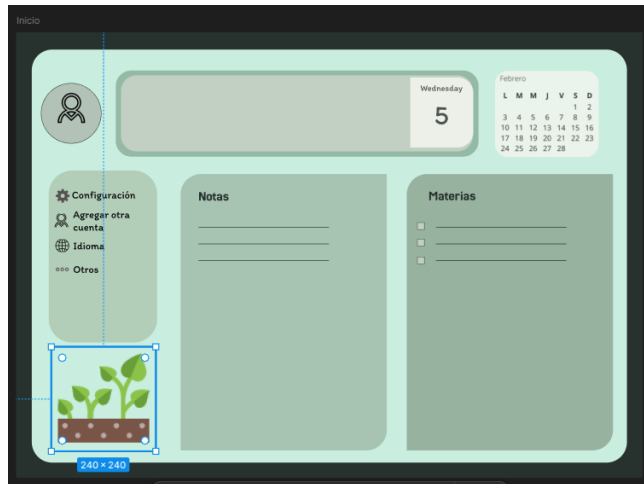 Inicio
Wednesday
5
Febrero
L M M J V S D
1 2
3 4 5 6 7 8 9
10 11 12 13 14 15 16
17 18 19 20 21 22 23
24 25 26 27 28
Configuración
Agregar otra
cuenta
Idioma
Otros
Notas
Materias
240 × 240